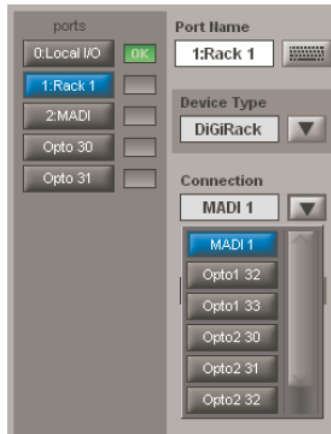 ports
0:Local I/O
OK
1:Rack 1
2:MADI
Opto 30
Opto 31
Port Name
1:Rack 1
Device Type
DiGiRack
Connection
MADI 1
MADI 1
Opto1 32
Opto1 33
Opto2 30
Opto2 31
Opto2 32